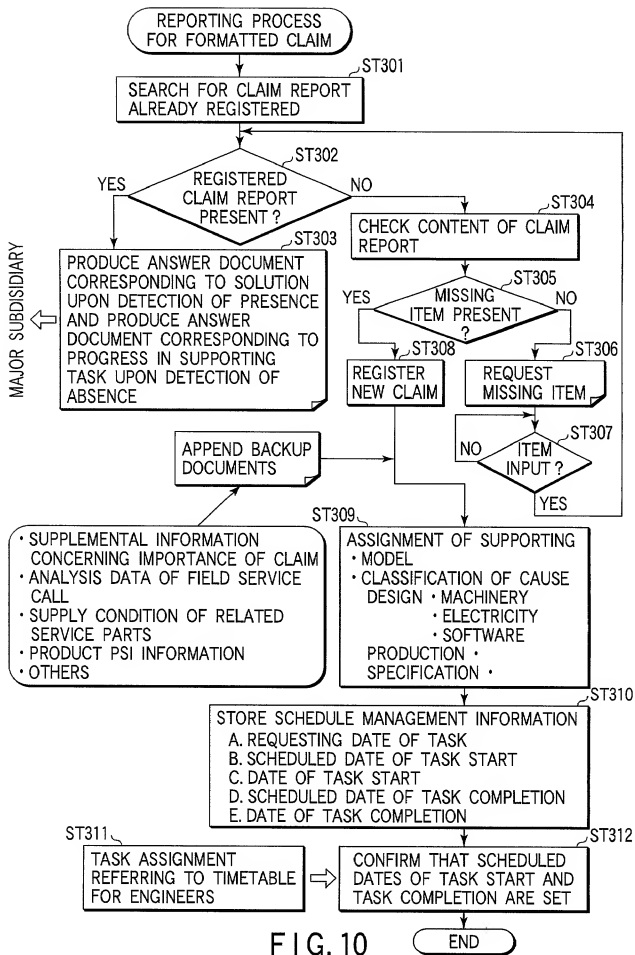 REPORTING PROCESS
FOR FORMATTED CLAIM
ST301
SEARCH FOR CLAIM REPORT
ALREADY REGISTERED
ST302
YES
REGISTERED
CLAIM REPORT
PRESENT ?
NO
ST303
PRODUCE ANSWER DOCUMENT
CORRESPONDING TO SOLUTION
UPON DETECTION OF PRESENCE
AND PRODUCE ANSWER
DOCUMENT CORRESPONDING TO
PROGRESS IN SUPPORTING
TASK UPON DETECTION OF
ABSENCE
MAJOR SUBDISIDIARY
ST304
CHECK CONTENT OF CLAIM
REPORT
ST305
YES
MISSING
ITEM PRESENT
?
NO
ST308
REGISTER
NEW CLAIM
ST306
REQUEST
MISSING ITEM
ST307
NO
ITEM
INPUT ?
YES
APPEND BACKUP
DOCUMENTS
· SUPPLEMENTAL INFORMATION
CONCERNING IMPORTANCE OF CLAIM
· ANALYSIS DATA OF FIELD SERVICE
CALL
· SUPPLY CONDITION OF RELATED
SERVICE PARTS
· PRODUCT PSI INFORMATION
· OTHERS
ST309
ASSIGNMENT OF SUPPORTING
· MODEL
· CLASSIFICATION OF CAUSE
DESIGN · MACHINERY
· ELECTRICITY
· SOFTWARE
PRODUCTION ·
SPECIFICATION ·
ST310
STORE SCHEDULE MANAGEMENT INFORMATION
A. REQUESTING DATE OF TASK
B. SCHEDULED DATE OF TASK START
C. DATE OF TASK START
D. SCHEDULED DATE OF TASK COMPLETION
E. DATE OF TASK COMPLETION
ST311
TASK ASSIGNMENT
REFERRING TO TIMETABLE
FOR ENGINEERS
ST312
CONFIRM THAT SCHEDULED
DATES OF TASK START AND
TASK COMPLETION ARE SET
END
FIG. 10